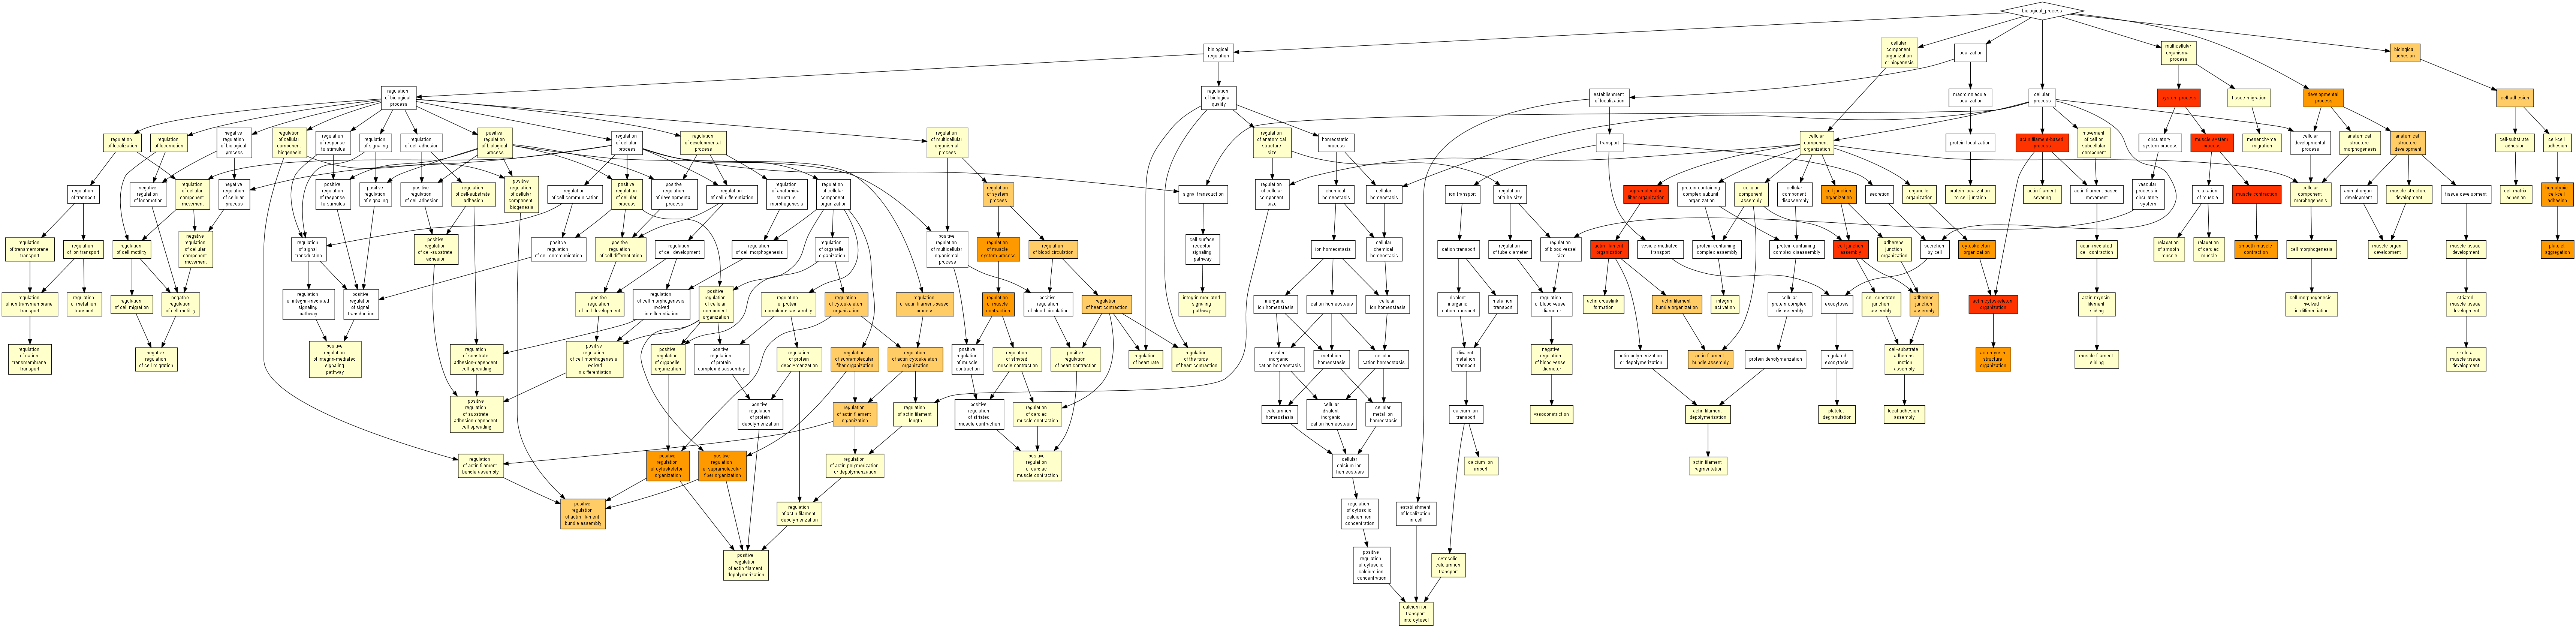 biological_process
biological
regulation
cellular
component
organization
or biogenesis
localization
multicellular
organismal
process
biological
adhesion
regulation
of biological
process
regulation
of biological
quality
establishment
of localization
macromolecule
localization
cellular
process
system process
tissue migration
developmental
process
cell adhesion
regulation
of localization
regulation
of locomotion
negative
regulation
of biological
process
regulation
of cellular
component
biogenesis
regulation
of response
to stimulus
regulation
of signaling
regulation
of cell adhesion
positive
regulation
of biological
process
regulation
of cellular
process
regulation
of developmental
process
regulation
of multicellular
organismal
process
regulation
of anatomical
structure
size
homeostatic
process
transport
protein localization
cellular
component
organization
actin filament-based
process
movement
of cell or
subcellular
component
circulatory
system process
muscle system
process
mesenchyme
migration
cellular
developmental
process
anatomical
structure
morphogenesis
anatomical
structure
development
cell-substrate
adhesion
cell-cell
adhesion
regulation
of transport
negative
regulation
of locomotion
regulation
of cellular
component
movement
negative
regulation
of cellular
process
positive
regulation
of response
to stimulus
positive
regulation
of signaling
positive
regulation
of cell adhesion
regulation
of cell-substrate
adhesion
positive
regulation
of cellular
component
biogenesis
regulation
of cell communication
positive
regulation
of cellular
process
positive
regulation
of developmental
process
regulation
of cell differentiation
regulation
of anatomical
structure
morphogenesis
regulation
of cellular
component
organization
regulation
of system
process
signal transduction
regulation
of cellular
component
size
chemical
homeostasis
cellular
homeostasis
ion transport
regulation
of tube size
supramolecular
fiber organization
protein-containing
complex subunit
organization
cellular
component
assembly
cellular
component
disassembly
cell junction
organization
secretion
organelle
organization
protein localization
to cell junction
actin filament
severing
actin filament-based
movement
vascular
process in
circulatory
system
relaxation
of muscle
muscle contraction
cellular
component
morphogenesis
animal organ
development
muscle structure
development
tissue development
cell-matrix
adhesion
homotypic
cell-cell
adhesion
regulation
of transmembrane
transport
regulation
of ion transport
regulation
of cell motility
negative
regulation
of cellular
component
movement
regulation
of signal
transduction
positive
regulation
of cell-substrate
adhesion
positive
regulation
of cell communication
positive
regulation
of cell differentiation
regulation
of cell development
regulation
of cell morphogenesis
regulation
of organelle
organization
positive
regulation
of multicellular
organismal
process
regulation
of muscle
system process
regulation
of blood circulation
cell surface
receptor
signaling
pathway
ion homeostasis
cellular
chemical
homeostasis
cation transport
regulation
of tube diameter
regulation
of blood vessel
size
actin filament
organization
vesicle-mediated
transport
protein-containing
complex assembly
protein-containing
complex disassembly
cell junction
assembly
adherens
junction
organization
secretion
by cell
cytoskeleton
organization
actin-mediated
cell contraction
relaxation
of smooth
muscle
relaxation
of cardiac
muscle
smooth muscle
contraction
cell morphogenesis
muscle organ
development
muscle tissue
development
platelet
aggregation
regulation
of ion transmembrane
transport
regulation
of metal ion
transport
regulation
of cell migration
negative
regulation
of cell motility
regulation
of integrin-mediated
signaling
pathway
positive
regulation
of signal
transduction
positive
regulation
of cell development
regulation
of cell morphogenesis
involved
in differentiation
positive
regulation
of cellular
component
organization
regulation
of protein
complex disassembly
regulation
of cytoskeleton
organization
regulation
of actin filament-based
process
regulation
of muscle
contraction
positive
regulation
of blood circulation
regulation
of heart contraction
integrin-mediated
signaling
pathway
inorganic
ion homeostasis
cation homeostasis
cellular
ion homeostasis
divalent
inorganic
cation transport
metal ion
transport
regulation
of blood vessel
diameter
actin crosslink
formation
actin filament
bundle organization
integrin
activation
cellular
protein complex
disassembly
exocytosis
cell-substrate
junction
assembly
adherens
junction
assembly
actin cytoskeleton
organization
actin-myosin
filament
sliding
cell morphogenesis
involved
in differentiation
striated
muscle tissue
development
regulation
of cation
transmembrane
transport
negative
regulation
of cell migration
positive
regulation
of integrin-mediated
signaling
pathway
regulation
of substrate
adhesion-dependent
cell spreading
positive
regulation
of cell morphogenesis
involved
in differentiation
positive
regulation
of organelle
organization
positive
regulation
of protein
complex disassembly
regulation
of protein
depolymerization
regulation
of supramolecular
fiber organization
regulation
of actin cytoskeleton
organization
positive
regulation
of muscle
contraction
regulation
of striated
muscle contraction
positive
regulation
of heart contraction
regulation
of heart rate
regulation
of the force
of heart contraction
divalent
inorganic
cation homeostasis
metal ion
homeostasis
cellular
cation homeostasis
divalent
metal ion
transport
negative
regulation
of blood vessel
diameter
actin polymerization
or depolymerization
actin filament
bundle assembly
protein depolymerization
regulated
exocytosis
cell-substrate
adherens
junction
assembly
actomyosin
structure
organization
muscle filament
sliding
skeletal
muscle tissue
development
positive
regulation
of substrate
adhesion-dependent
cell spreading
positive
regulation
of protein
depolymerization
regulation
of actin filament
organization
regulation
of actin filament
length
positive
regulation
of striated
muscle contraction
regulation
of cardiac
muscle contraction
calcium ion
homeostasis
cellular
divalent
inorganic
cation homeostasis
cellular
metal ion
homeostasis
calcium ion
transport
vasoconstriction
actin filament
depolymerization
platelet
degranulation
focal adhesion
assembly
regulation
of actin filament
bundle assembly
positive
regulation
of cytoskeleton
organization
positive
regulation
of supramolecular
fiber organization
regulation
of actin polymerization
or depolymerization
positive
regulation
of cardiac
muscle contraction
cellular
calcium ion
homeostasis
calcium ion
import
actin filament
fragmentation
positive
regulation
of actin filament
bundle assembly
regulation
of actin filament
depolymerization
regulation
of cytosolic
calcium ion
concentration
establishment
of localization
in cell
positive
regulation
of actin filament
depolymerization
positive
regulation
of cytosolic
calcium ion
concentration
cytosolic
calcium ion
transport
calcium ion
transport
into cytosol